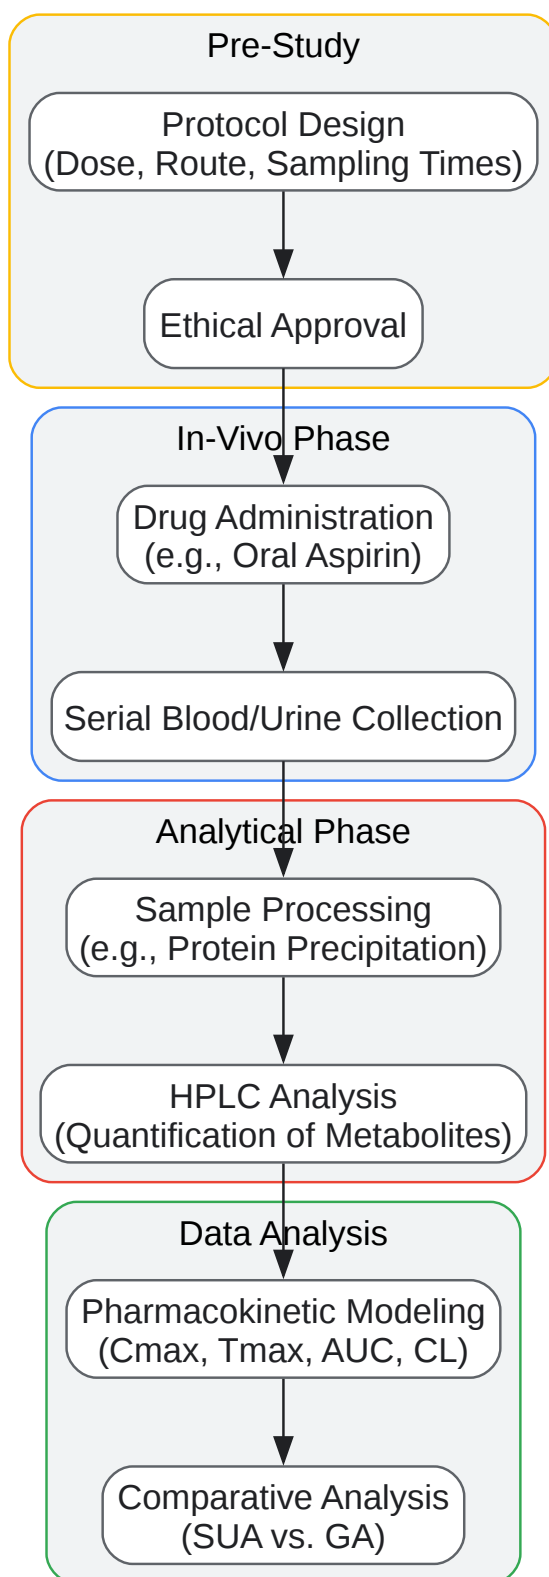 Pre-Study
Protocol Design
(Dose, Route, Sampling Times)
Ethical Approval
In-Vivo Phase
Drug Administration
(e.g., Oral Aspirin)
Serial Blood/Urine Collection
Analytical Phase
Sample Processing
(e.g., Protein Precipitation)
HPLC Analysis
(Quantification of Metabolites)
Data Analysis
Pharmacokinetic Modeling
(Cmax, Tmax, AUC, CL)
Comparative Analysis
(SUA vs. GA)